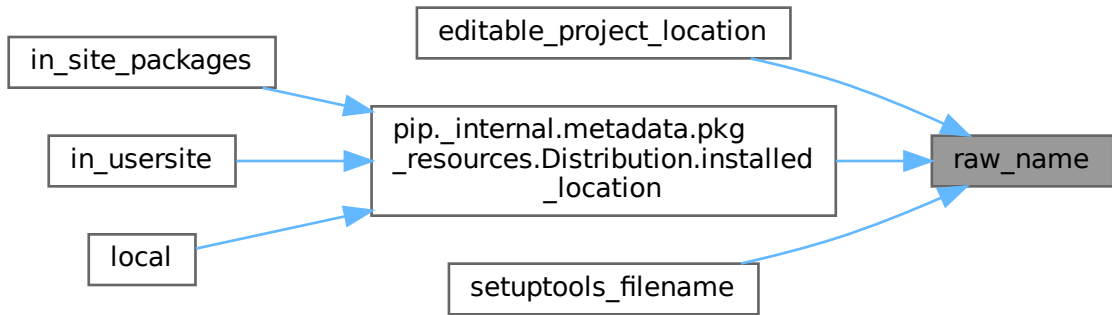 editable_project_location
in_site_packages
pip._internal.metadata.pkg
_resources.Distribution.installed
_location
raw_name
in_usersite
local
setuptools_filename